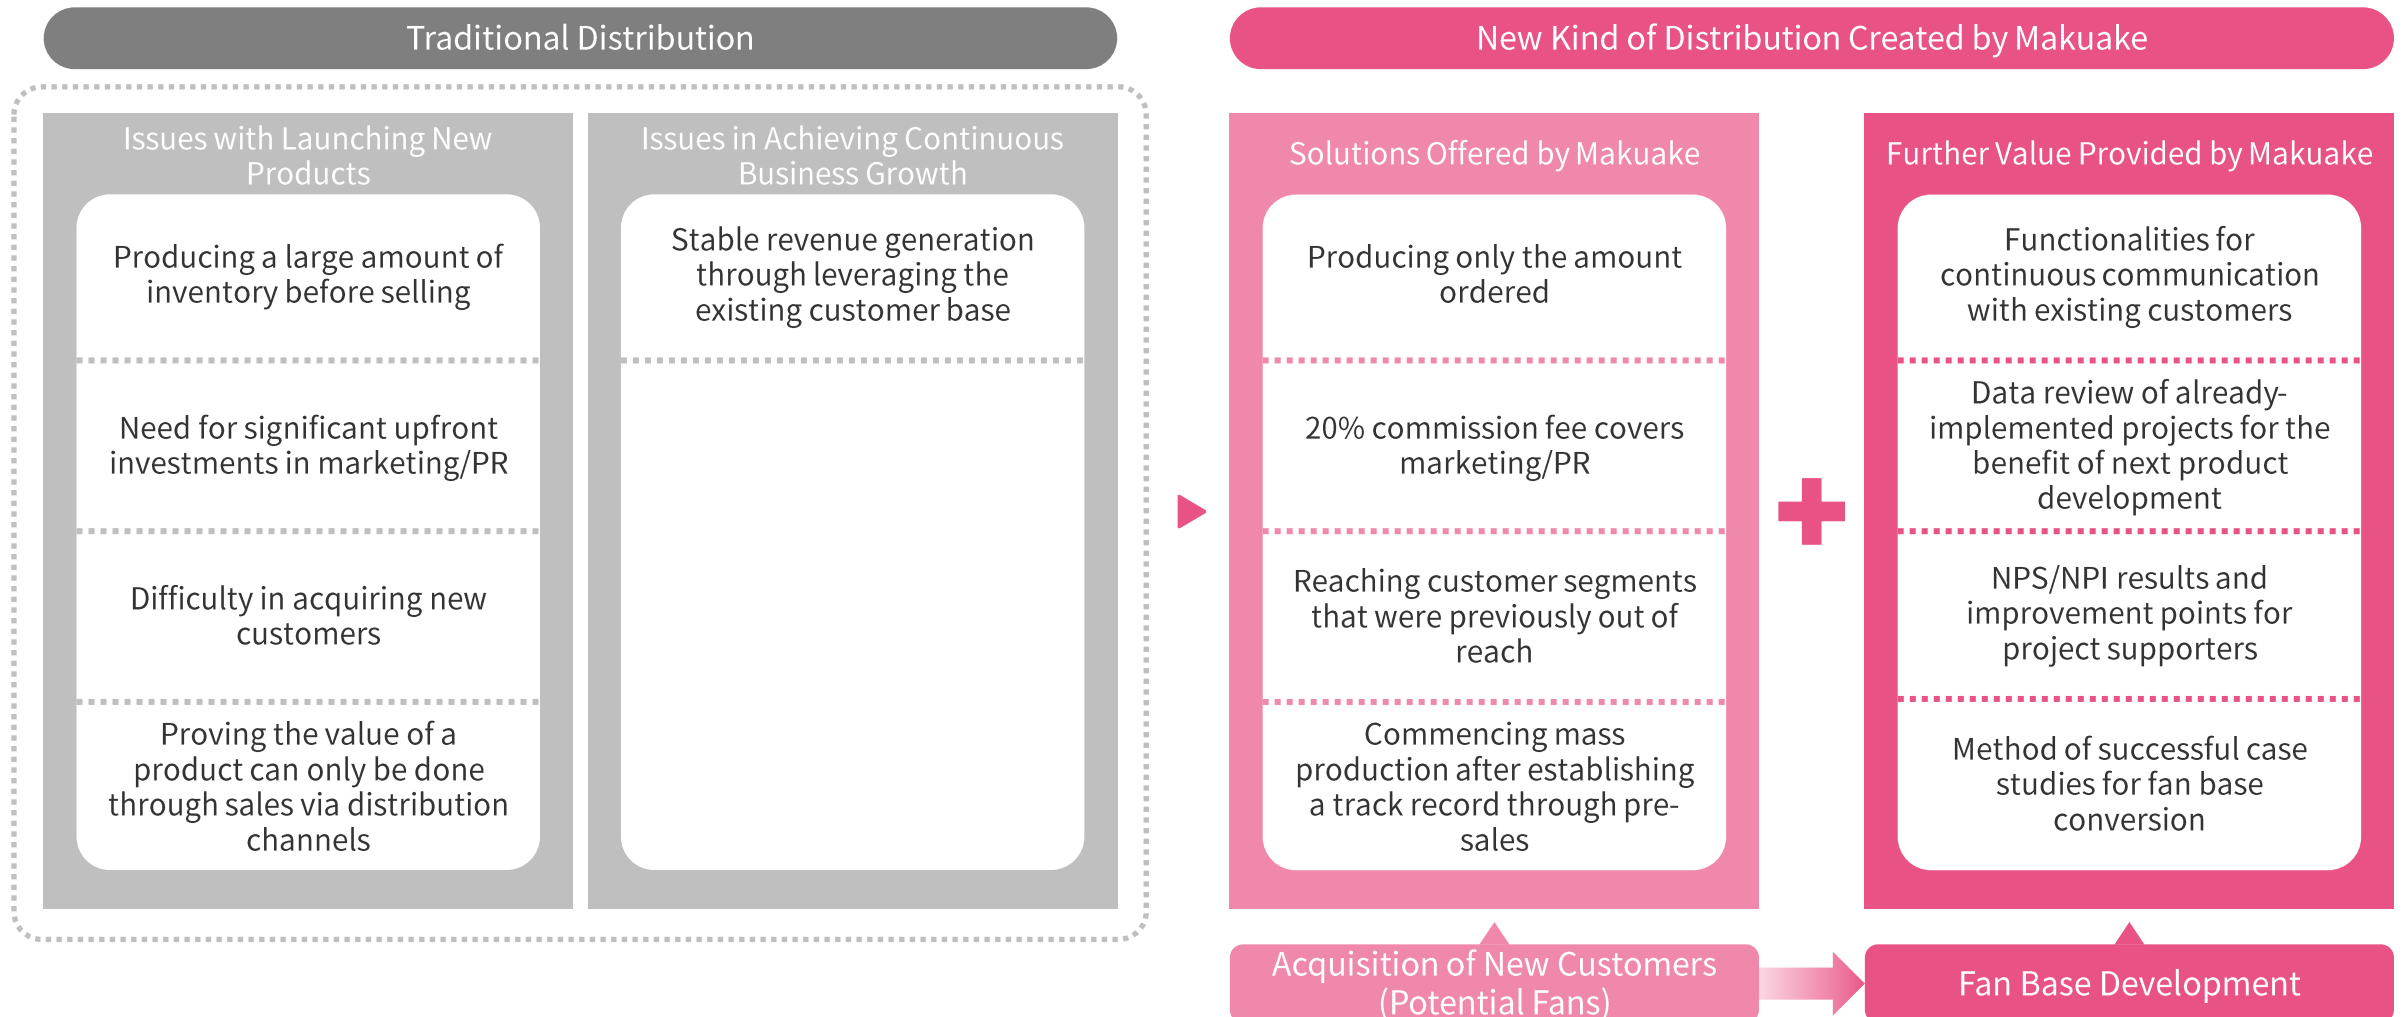 Traditional Distribution
New Kind of Distribution Created by Makuake
Issues with Launching New
Products
Producing a large amount of
inventory before selling
Need for significant upfront
investments in marketing/PR
Difficulty in acquiring new
customers
Proving the value of a
product can only be done
through sales via distribution
channels
Issues in Achieving Continuous
Business Growth
Stable revenue generation
through leveraging the
existing customer base
Solutions Offered by Makuake
Producing only the amount
ordered
20% commission fee covers
marketing/PR
Reaching customer segments
that were previously out of
reach
Commencing mass
production after establishing
a track record through pre-
sales
Further Value Provided by Makuake
Functionalities for
continuous communication
with existing customers
Data review of already-
implemented projects for the
benefit of next product
development
NPS/NPI results and
improvement points for
project supporters
Method of successful case
studies for fan base
conversion
Acquisition of New Customers
(Potential Fans)
Fan Base Development